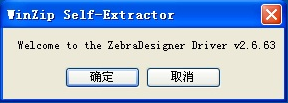 WinZip Self-Extractor
Welcome to the ZebraDesigner Driver v2.6.63
确定 取消